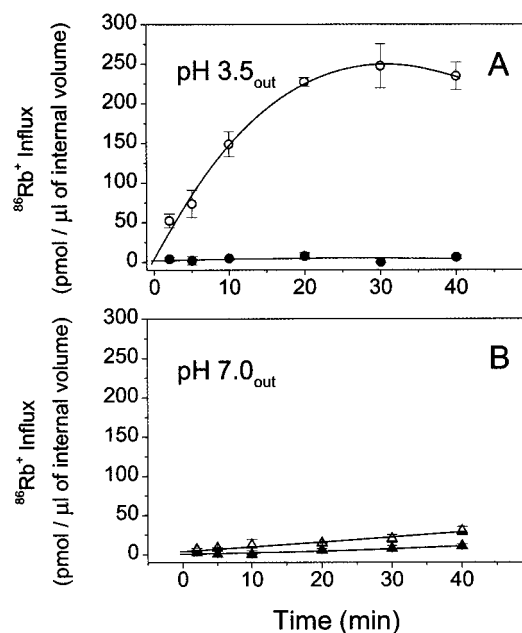 A
pH 3.5out
86Rb+ Influx
(pmol / µl of internal volume)
300
250
200
150
100
50
0
0 10 20 30 40
B
pH 7.0out
86Rb+ Influx
(pmol / µl of internal volume)
300
250
200
150
100
50
0
0 10 20 30 40
Time (min)